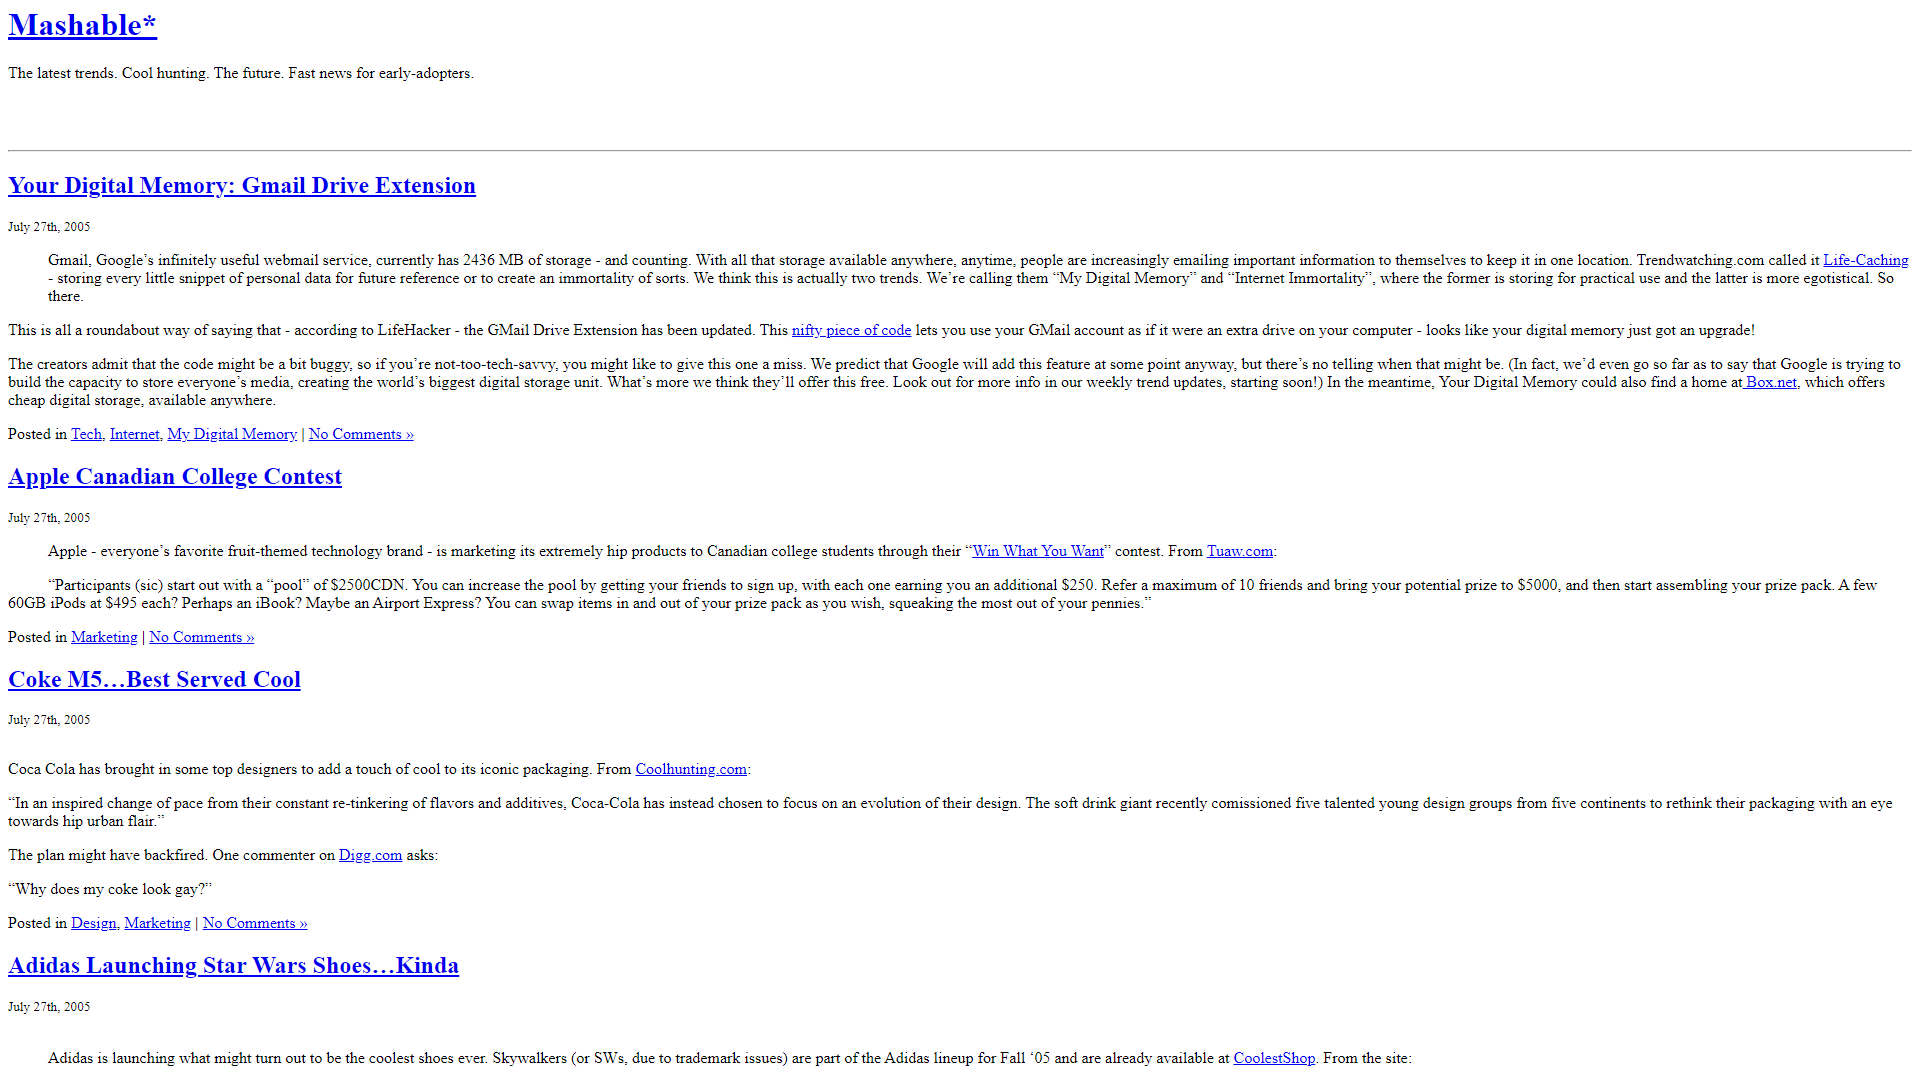 Mashable*
The latest trends. Cool hunting. The future. Fast news for early-adopters.
Your Digital Memory: Gmail Drive Extension
July 27th, 2005
Gmail, Google’s infinitely useful webmail service, currently has 2436 MB of storage - and counting. With all that storage available anywhere, anytime, people are increasingly emailing important information to themselves to keep it in one location. Trendwatching.com called it Life-Caching
- storing every little snippet of personal data for future reference or to create an immortality of sorts. We think this is actually two trends. We’re calling them “My Digital Memory” and “Internet Immortality”, where the former is storing for practical use and the latter is more egotistical. So
there.
This is all a roundabout way of saying that - according to LifeHacker - the GMail Drive Extension has been updated. This nifty piece of code lets you use your GMail account as if it were an extra drive on your computer - looks like your digital memory just got an upgrade!
The creators admit that the code might be a bit buggy, so if you’re not-too-tech-savvy, you might like to give this one a miss. We predict that Google will add this feature at some point anyway, but there’s no telling when that might be. (In fact, we’d even go so far as to say that Google is trying to
build the capacity to store everyone’s media, creating the world’s biggest digital storage unit. What’s more we think they’ll offer this free. Look out for more info in our weekly trend updates, starting soon!) In the meantime, Your Digital Memory could also find a home at Box.net, which offers
cheap digital storage, available anywhere.
Posted in Tech, Internet, My Digital Memory | No Comments »
Apple Canadian College Contest
July 27th, 2005
Apple - everyone’s favorite fruit-themed technology brand - is marketing its extremely hip products to Canadian college students through their “Win What You Want” contest. From Tuaw.com:
“Participants (sic) start out with a “pool” of $2500CDN. You can increase the pool by getting your friends to sign up, with each one earning you an additional $250. Refer a maximum of 10 friends and bring your potential prize to $5000, and then start assembling your prize pack. A few
60GB iPods at $495 each? Perhaps an iBook? Maybe an Airport Express? You can swap items in and out of your prize pack as you wish, squeaking the most out of your pennies.”
Posted in Marketing | No Comments »
Coke M5…Best Served Cool
July 27th, 2005
Coca Cola has brought in some top designers to add a touch of cool to its iconic packaging. From Coolhunting.com:
“In an inspired change of pace from their constant re-tinkering of flavors and additives, Coca-Cola has instead chosen to focus on an evolution of their design. The soft drink giant recently comissioned five talented young design groups from five continents to rethink their packaging with an eye
towards hip urban flair.”
The plan might have backfired. One commenter on Digg.com asks:
“Why does my coke look gay?”
Posted in Design, Marketing | No Comments »
Adidas Launching Star Wars Shoes…Kinda
July 27th, 2005
Adidas is launching what might turn out to be the coolest shoes ever. Skywalkers (or SWs, due to trademark issues) are part of the Adidas lineup for Fall ‘05 and are already available at CoolestShop. From the site: